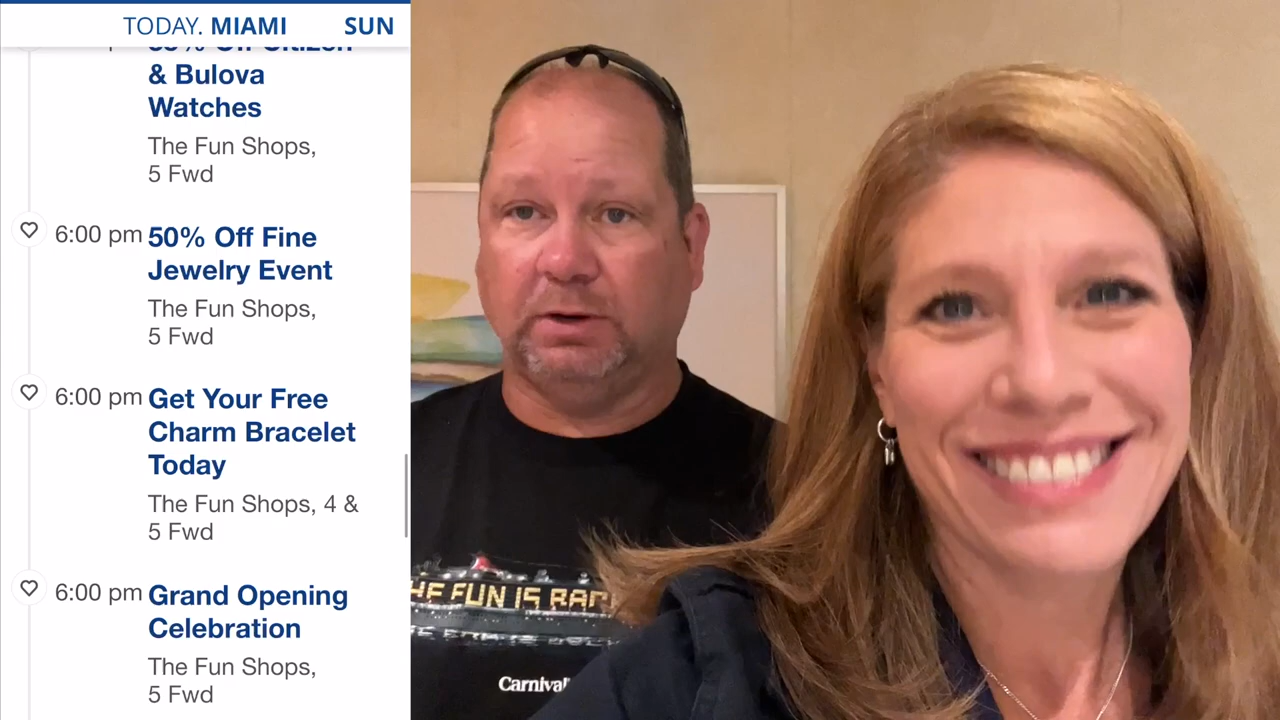 TODAY. MIAMI SUN
& Bulova
Watches
The Fun Shops,
5 Fwd
6:00 pm 50% Off Fine
Jewelry Event
The Fun Shops,
5 Fwd
6:00 pm Get Your Free
Charm Bracelet
Today
The Fun Shops, 4 &
5 Fwd
6:00 pm Grand Opening
Celebration
The Fun Shops,
5 Fwd
FUN IS
Carnival